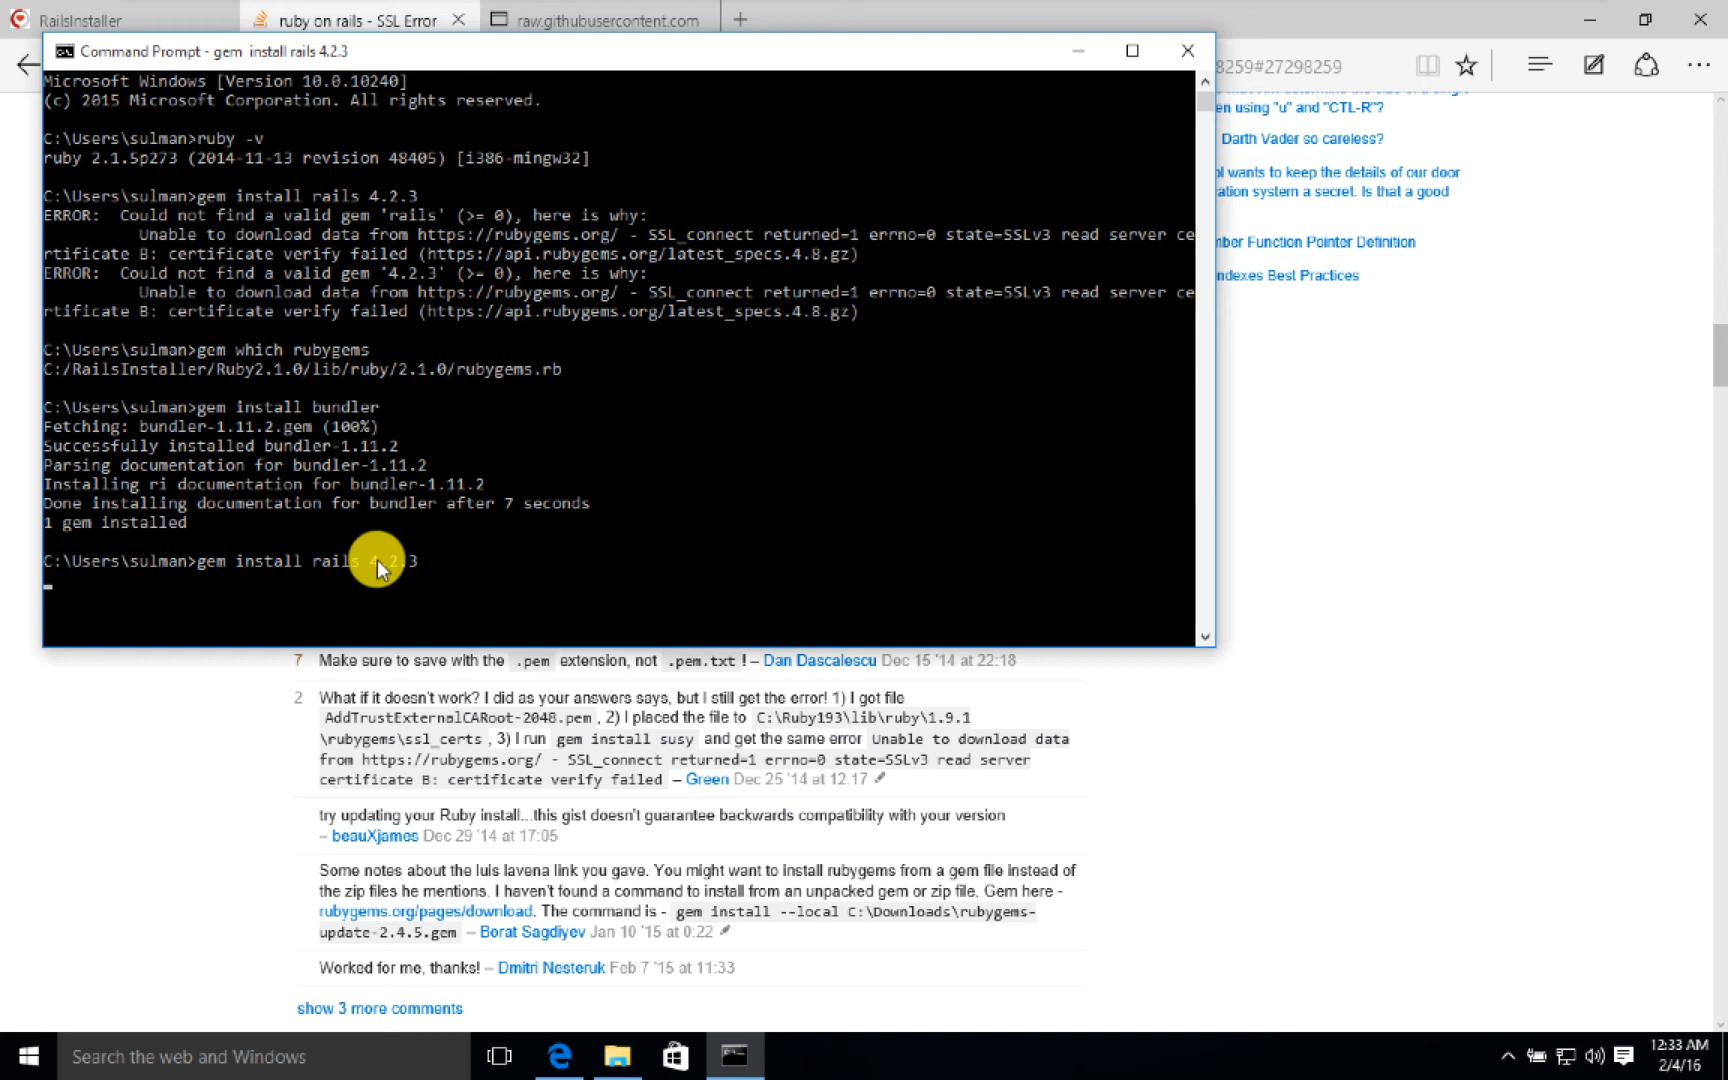 RailsInstaller
ruby on rails - SSL Error
raw.githubusercontent.com
8259#27298259
Command Prompt - gem  install rails 4.2.3
Microsoft Windows [Version 10.0.10240]
(c) 2015 Microsoft Corporation. All rights reserved.
C:\Users\sulman>ruby -v
ruby 2.1.5p273 (2014-11-13 revision 48405) [i386-mingw32]
C:\Users\sulman>gem install rails 4.2.3
ERROR:  Could not find a valid gem 'rails' (>= 0), here is why:
          Unable to download data from https://rubygems.org/ - SSL_connect returned=1 errno=0 state=SSLv3 read server ce
rtificate B: certificate verify failed (https://api.rubygems.org/latest_specs.4.8.gz)
ERROR:  Could not find a valid gem '4.2.3' (>= 0), here is why:
          Unable to download data from https://rubygems.org/ - SSL_connect returned=1 errno=0 state=SSLv3 read server ce
rtificate B: certificate verify failed (https://api.rubygems.org/latest_specs.4.8.gz)
C:\Users\sulman>gem which rubygems
C:/RailsInstaller/Ruby2.1.0/lib/ruby/2.1.0/rubygems.rb
C:\Users\sulman>gem install bundler
Fetching: bundler-1.11.2.gem (100%)
Successfully installed bundler-1.11.2
Parsing documentation for bundler-1.11.2
Installing ri documentation for bundler-1.11.2
Done installing documentation for bundler after 7 seconds
1 gem installed
C:\Users\sulman>gem install rails 4.2.3
en using "u" and "CTL-R"?
Darth Vader so careless?
ol wants to keep the details of our door
ation system a secret. Is that a good
nber Function Pointer Definition
ndexes Best Practices
7 Make sure to save with the .pem extension, not .pem.txt ! – Dan Dascalescu Dec 15 '14 at 22:18
2 What if it doesn't work? I did as your answers says, but I still get the error! 1) I got file
AddTrustExternalCARoot-2048.pem , 2) I placed the file to C:\Ruby193\lib\ruby\1.9.1
\rubygems\ssl_certs , 3) I run gem install susy and get the same error Unable to download data
from https://rubygems.org/ - SSL_connect returned=1 errno=0 state=SSLv3 read server
certificate B: certificate verify failed – Green Dec 25 '14 at 12:17
try updating your Ruby install...this gist doesn't guarantee backwards compatibility with your version
– beauXjames Dec 29 '14 at 17:05
Some notes about the luis lavena link you gave. You might want to install rubygems from a gem file instead of
the zip files he mentions. I haven't found a command to install from an unpacked gem or zip file. Gem here -
rubygems.org/pages/download. The command is - gem install --local C:\Downloads\rubygems-
update-2.4.5.gem – Borat Sagdiyev Jan 10 '15 at 0:22
Worked for me, thanks! – Dmitri Nesteruk Feb 7 '15 at 11:33
show 3 more comments
Search the web and Windows
12:33 AM
2/4/16